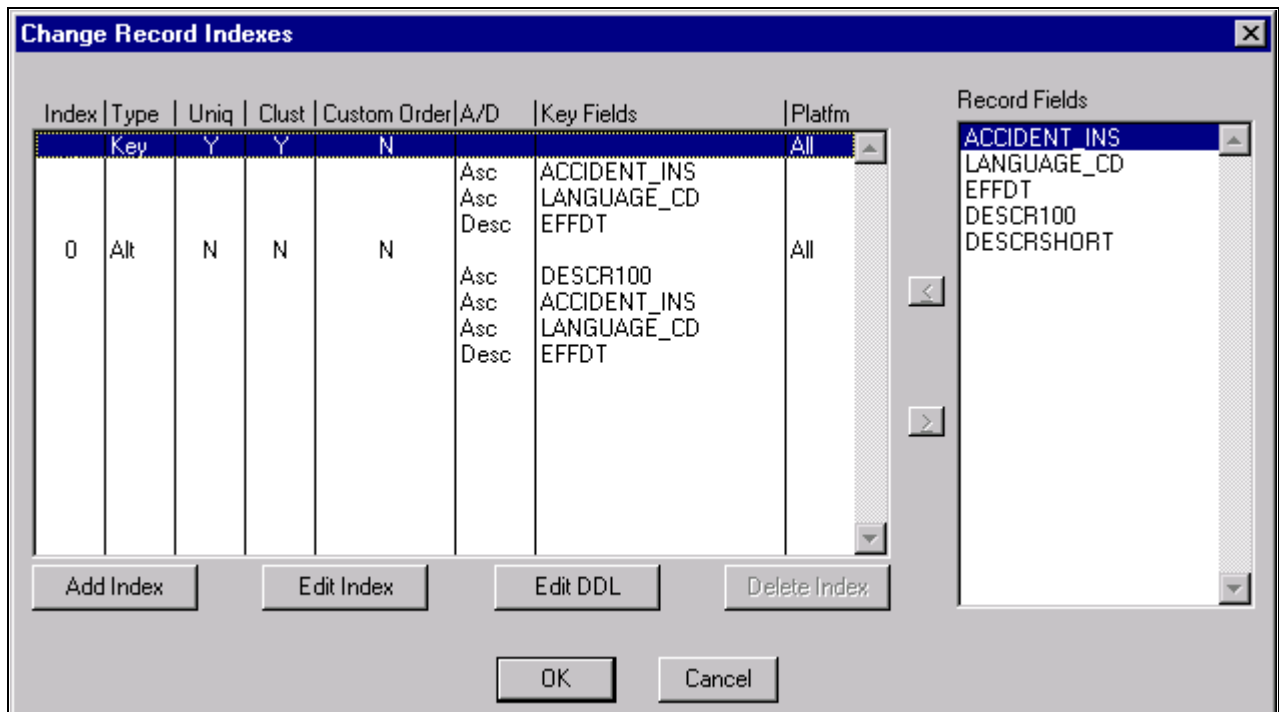 Change Record Indexes
Index Type Uniq Clust Custom Order A/D Key Fields Platfm
Key Y Y N All
Asc ACCIDENT_INS
Asc LANGUAGE_CD
Desc EFFDT
0 Alt N N N All
Asc DESCR100
Asc ACCIDENT_INS
Asc LANGUAGE_CD
Desc EFFDT
<
>
Record Fields
ACCIDENT_INS
LANGUAGE_CD
EFFDT
DESCR100
DESCRSHORT
Add Index Edit Index Edit DDL Delete Index
OK Cancel